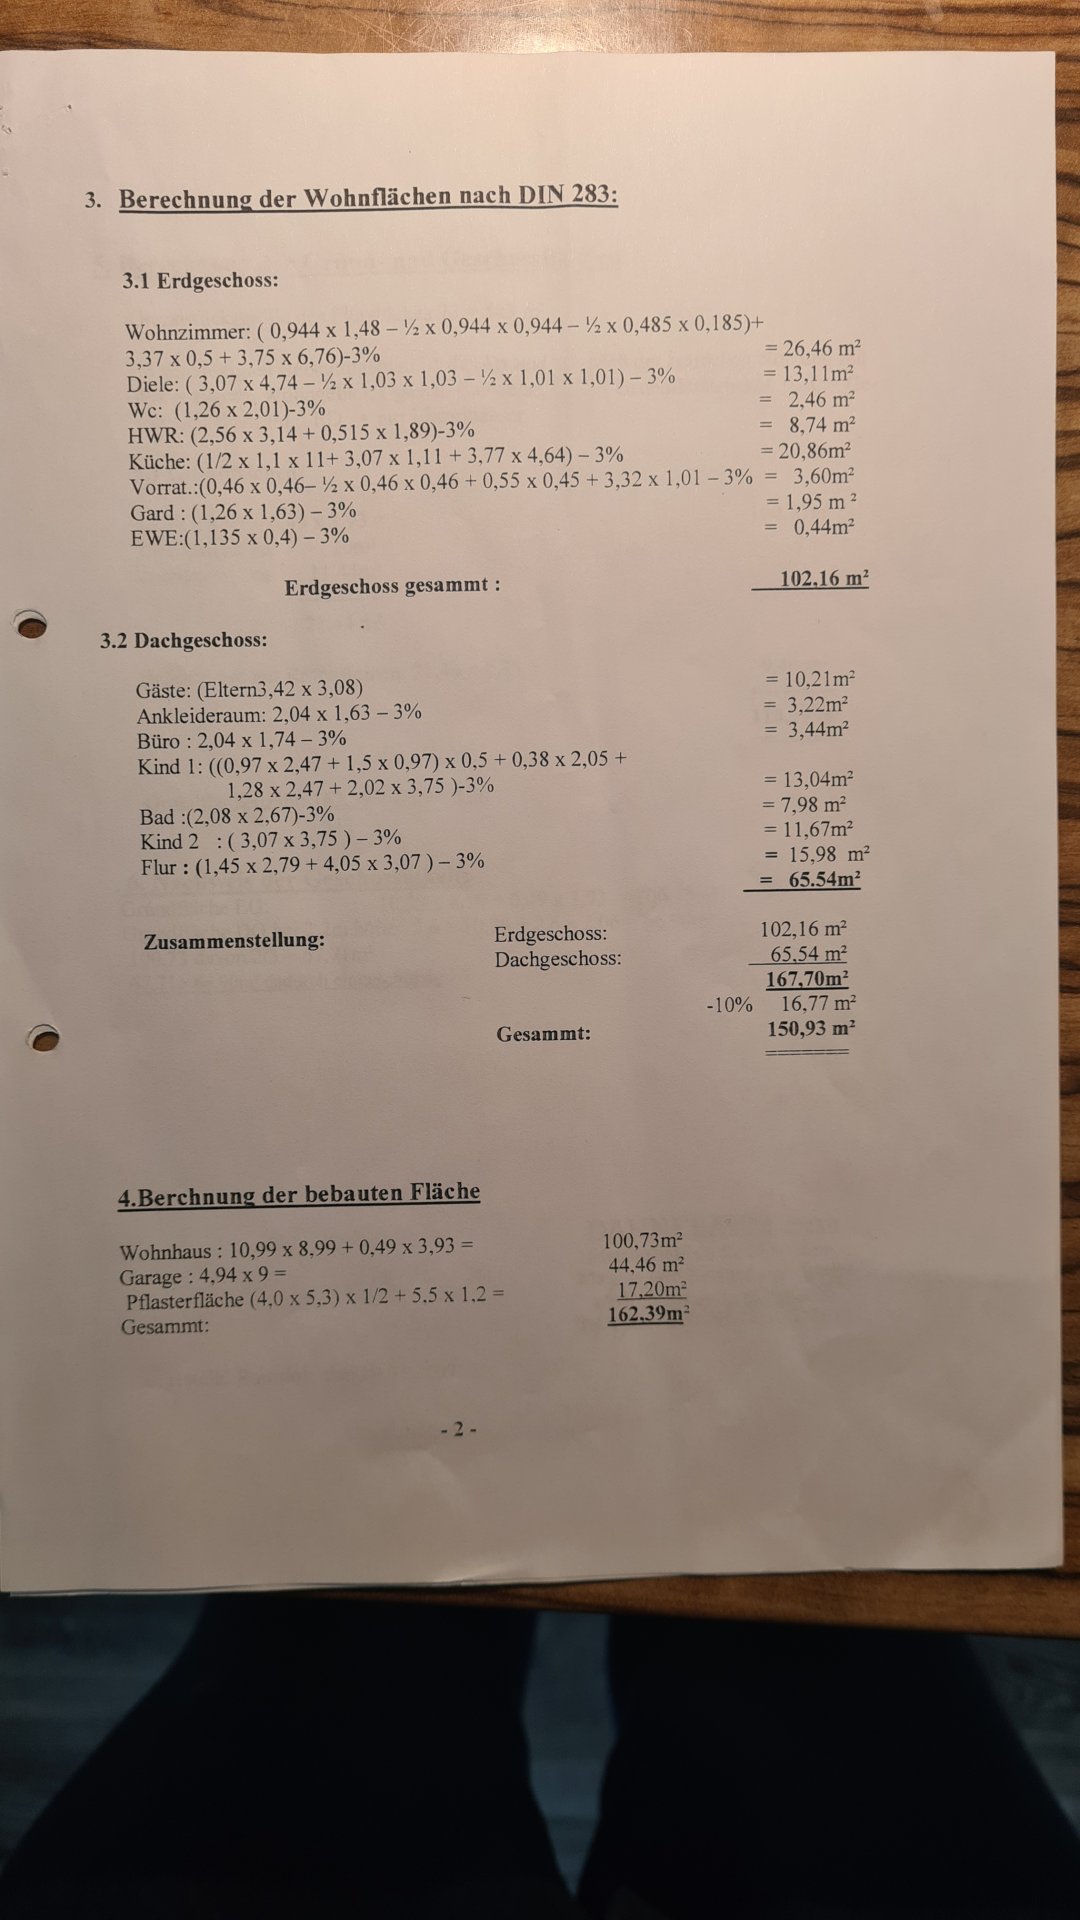 3. Berechnung der Wohnflächen nach DIN 283:
3.1 Erdgeschoss:
Wohnzimmer: ( 0,944 x 1,48 – ½ x 0,944 x 0,944 – ½ x 0,485 x 0,185)+
3,37 x 0,5 + 3,75 x 6,76)-3% = 26,46 m²
Diele: ( 3,07 x 4,74 – ½ x 1,03 x 1,03 – ½ x 1,01 x 1,01) – 3% = 13,11m²
Wc: (1,26 x 2,01)-3% = 2,46 m²
HWR: (2,56 x 3,14 + 0,515 x 1,89)-3% = 8,74 m²
Küche: (1/2 x 1,1 x 11+ 3,07 x 1,11 + 3,77 x 4,64) – 3% = 20,86m²
Vorrat.:(0,46 x 0,46– ½ x 0,46 x 0,46 + 0,55 x 0,45 + 3,32 x 1,01 – 3% = 3,60m²
Gard : (1,26 x 1,63) – 3% = 1,95 m ²
EWE:(1,135 x 0,4) – 3% = 0,44m²
Erdgeschoss gesammt : 102,16 m²
3.2 Dachgeschoss:
Gäste: (Eltern3,42 x 3,08) = 10,21m²
Ankleideraum: 2,04 x 1,63 – 3% = 3,22m²
Büro : 2,04 x 1,74 – 3% = 3,44m²
Kind 1: ((0,97 x 2,47 + 1,5 x 0,97) x 0,5 + 0,38 x 2,05 +
1,28 x 2,47 + 2,02 x 3,75 )-3% = 13,04m²
Bad :(2,08 x 2,67)-3% = 7,98 m²
Kind 2 : ( 3,07 x 3,75 ) – 3% = 11,67m²
Flur : (1,45 x 2,79 + 4,05 x 3,07 ) – 3% = 15,98 m²
= 65.54m²
Zusammenstellung: Erdgeschoss: 102,16 m²
Dachgeschoss: 65,54 m²
167,70m²
-10% 16,77 m²
Gesammt: 150,93 m²
4.Berchnung der bebauten Fläche
Wohnhaus : 10,99 x 8,99 + 0,49 x 3,93 = 100,73m²
Garage : 4,94 x 9 = 44,46 m²
Pflasterfläche (4,0 x 5,3) x 1/2 + 5,5 x 1,2 = 17,20m²
Gesammt: 162,39m²
- 2 -